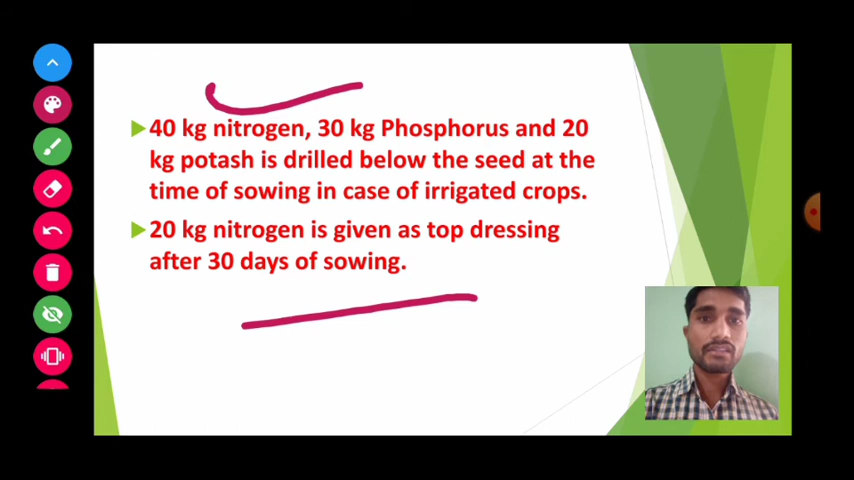 40 kg nitrogen, 30 kg Phosphorus and 20
kg potash is drilled below the seed at the
time of sowing in case of irrigated crops.
20 kg nitrogen is given as top dressing
after 30 days of sowing.